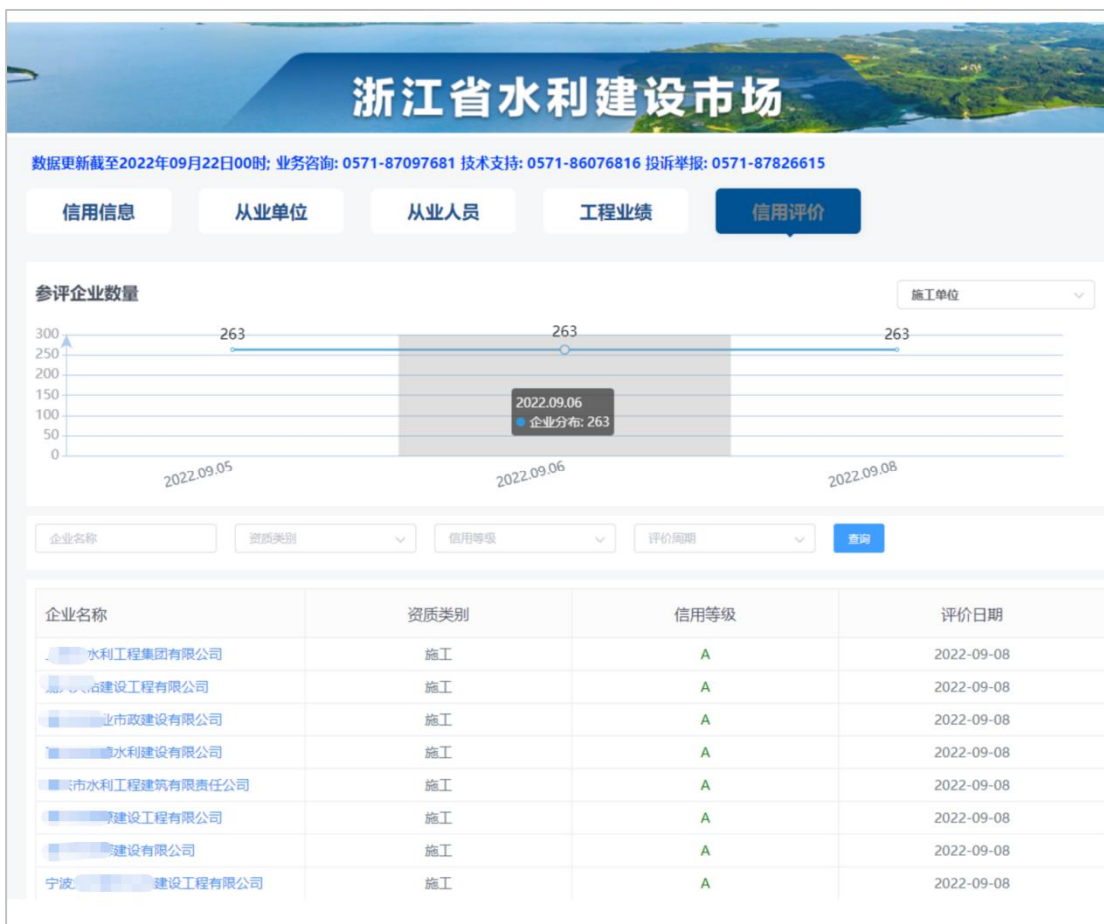 浙江省水利建设市场
数据更新截至2022年09月22日00时; 业务咨询: 0571-87097681 技术支持: 0571-86076816 投诉举报: 0571-87826615
信用信息 从业单位 从业人员 工程业绩 信用评价
参评企业数量 施工单位
300
250
200
150
100
50
0
263 263 263
2022.09.06
企业分布: 263
2022.09.05 2022.09.06 2022.09.08
企业名称 资质类别 信用等级 评价周期 查询
企业名称 资质类别 信用等级 评价日期
水利工程集团有限公司 施工 A 2022-09-08
建设工程有限公司 施工 A 2022-09-08
业市政建设有限公司 施工 A 2022-09-08
水利建设有限公司 施工 A 2022-09-08
市水利工程建筑有限责任公司 施工 A 2022-09-08
建设工程有限公司 施工 A 2022-09-08
建设有限公司 施工 A 2022-09-08
宁波 建设工程有限公司 施工 A 2022-09-08